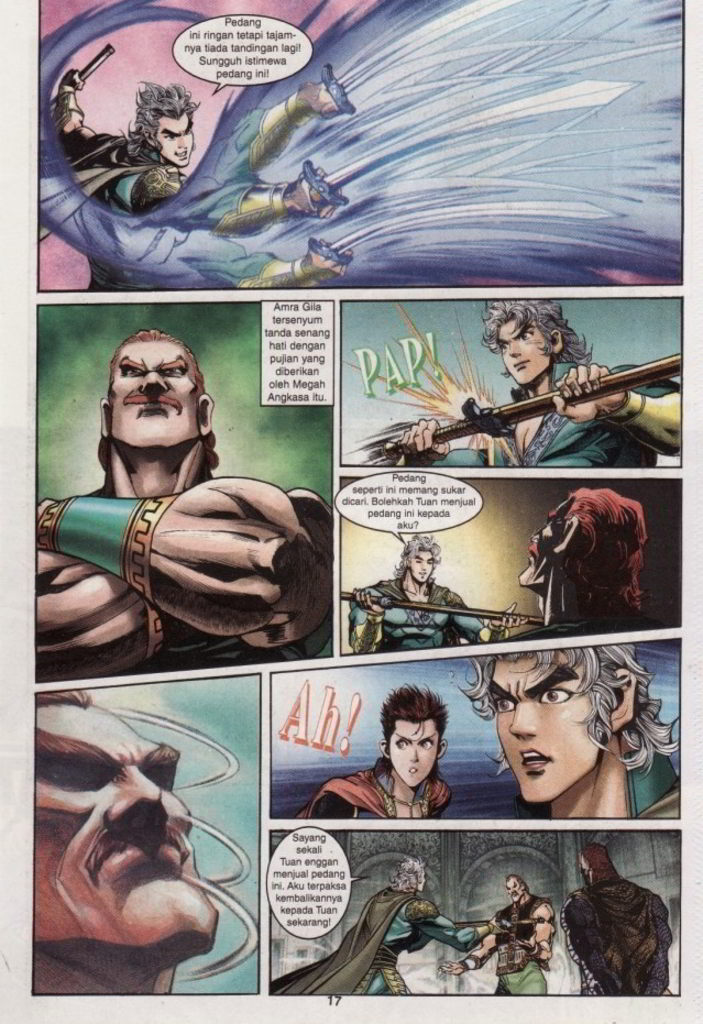 Pedang
ini ringan tetapi tajam-
nya tiada tandingan lagi!
Sungguh istimewa
pedang ini!
Amra Gila
tersenyum
tanda senang
hati dengan
pujian yang
diberikan
oleh Megah
Angkasa itu.
PAP!
Pedang
seperti ini memang sukar
dicari. Bolehkah Tuan menjual
pedang ini kepada
aku?
Ah!
Sayang
sekali
Tuan enggan
menjual pedang
ini. Aku terpaksa
kembalikannya
kepada Tuan
sekarang!
17